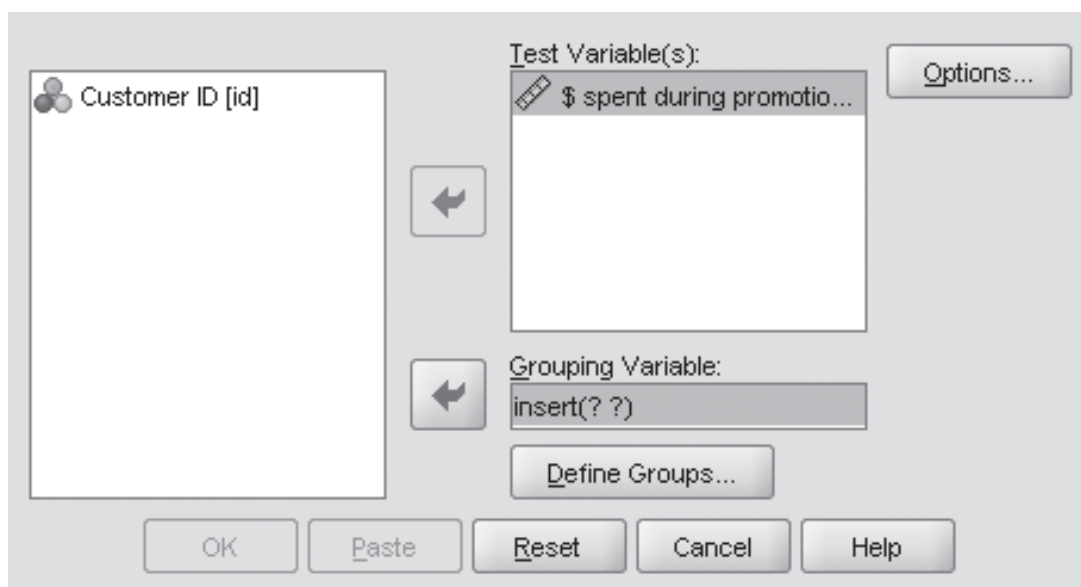 Test Variable(s):
Options...
Customer ID [id]
$ spent during promotio...
Grouping Variable:
insert(? ?)
Define Groups...
OK
Paste
Reset
Cancel
Help